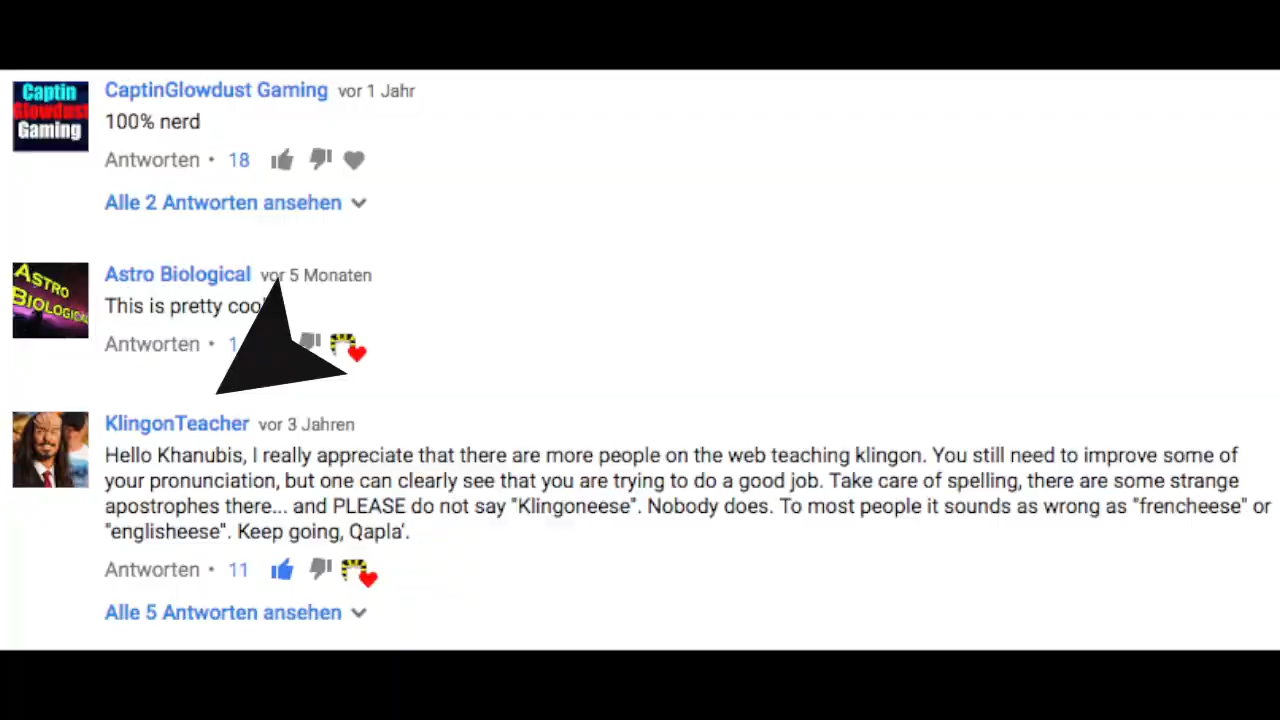 Captin
Glowdust
Gaming
CaptinGlowdust Gaming vor 1 Jahr
100% nerd
Antworten • 18
Alle 2 Antworten ansehen
ASTRO
BIOLOGICAL
Astro Biological vor 5 Monaten
This is pretty coo
Antworten • 1
KlingonTeacher vor 3 Jahren
Hello Khanubis, I really appreciate that there are more people on the web teaching klingon. You still need to improve some of
your pronunciation, but one can clearly see that you are trying to do a good job. Take care of spelling, there are some strange
apostrophes there... and PLEASE do not say "Klingoneese". Nobody does. To most people it sounds as wrong as "frencheese" or
"englisheese". Keep going, Qapla‘.
Antworten • 11
Alle 5 Antworten ansehen